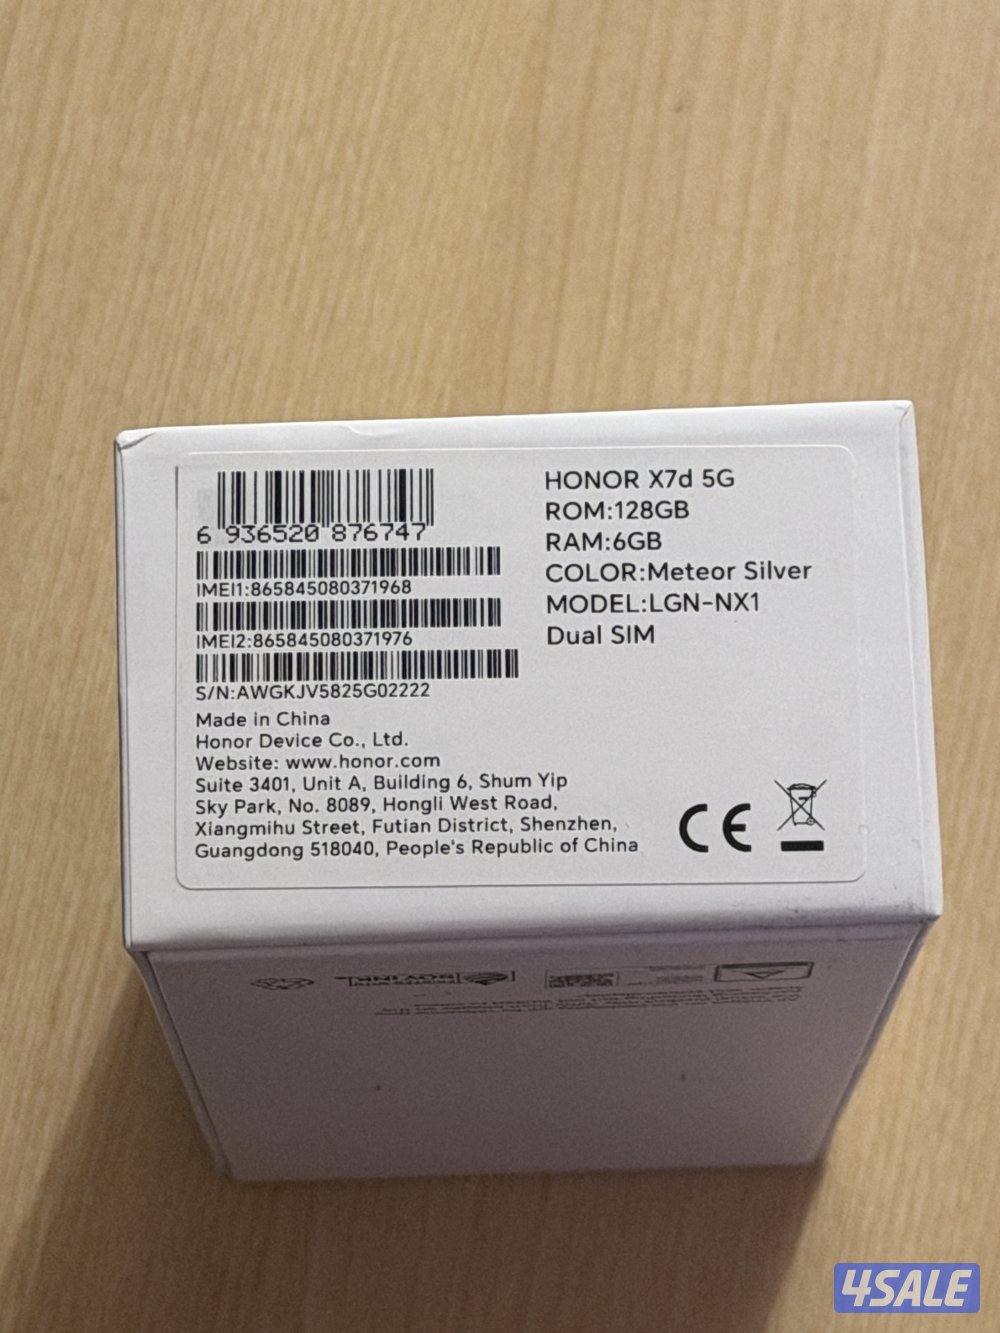 6 936520 876747
IMEI1:865845080371968
IMEI2:865845080371976
S/N:AWGKJV5825G02222
Made in China
Honor Device Co., Ltd.
Website: www.honor.com
Suite 3401, Unit A, Building 6, Shum Yip
Sky Park, No. 8089, Hongli West Road,
Xiangmihu Street, Futian District, Shenzhen,
Guangdong 518040, People's Republic of China
HONOR X7d 5G
ROM:128GB
RAM:6GB
COLOR:Meteor Silver
MODEL:LGN-NX1
Dual SIM
CE
4SALE